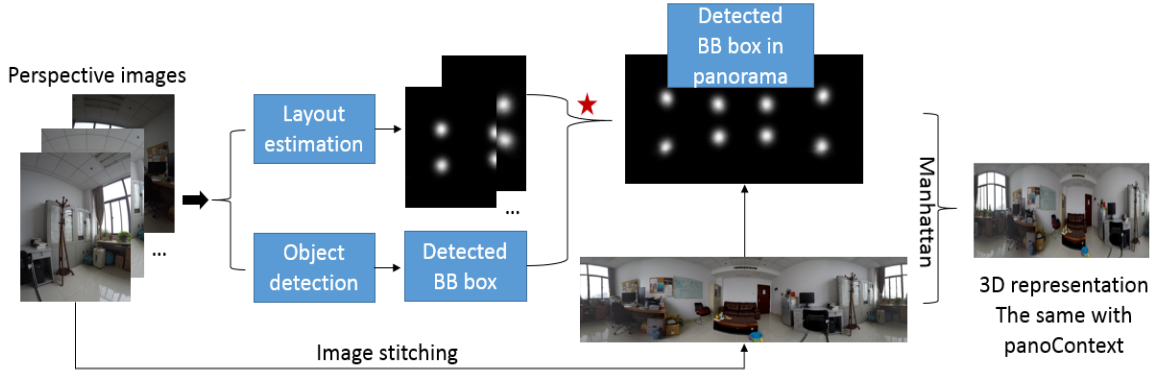 Perspective images
...
Layout
estimation
Object
detection
...
Detected
BB box
Detected
BB box in
panorama
Image stitching
Manhattan
3D representation
The same with
panoContext